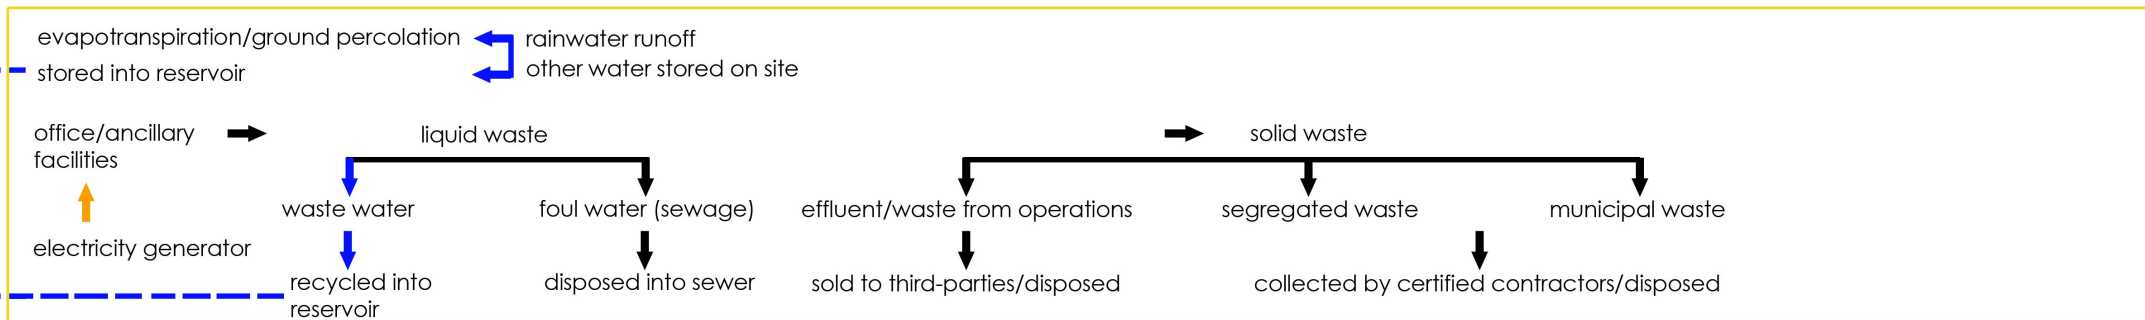 evapotranspiration/ground percolation
rainwater runoff
stored into reservoir
other water stored on site
office/ancillary
facilities
liquid waste
solid waste
waste water
foul water (sewage)
effluent/waste from operations
segregated waste
municipal waste
electricity generator
recycled into
reservoir
disposed into sewer
sold to third-parties/disposed
collected by certified contractors/disposed